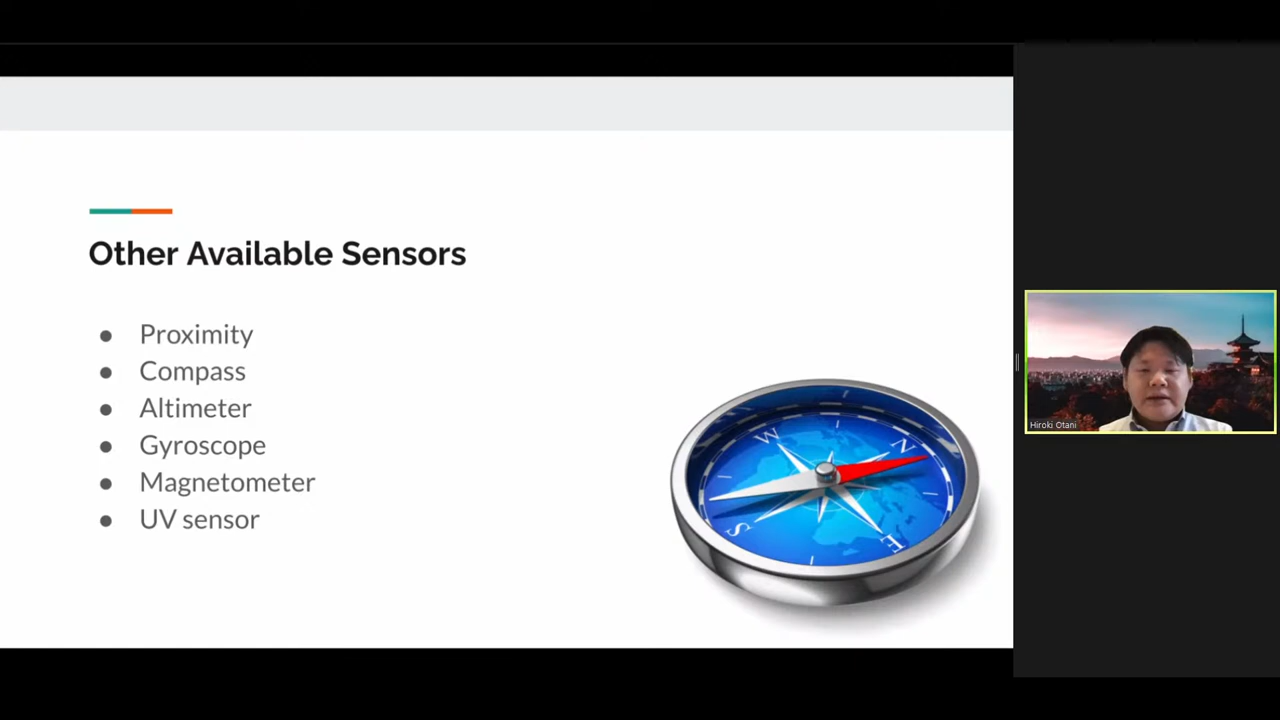 Other Available Sensors
● Proximity
● Compass
● Altimeter
● Gyroscope
● Magnetometer
● UV sensor
W
N
S
E
Hiroki Otani